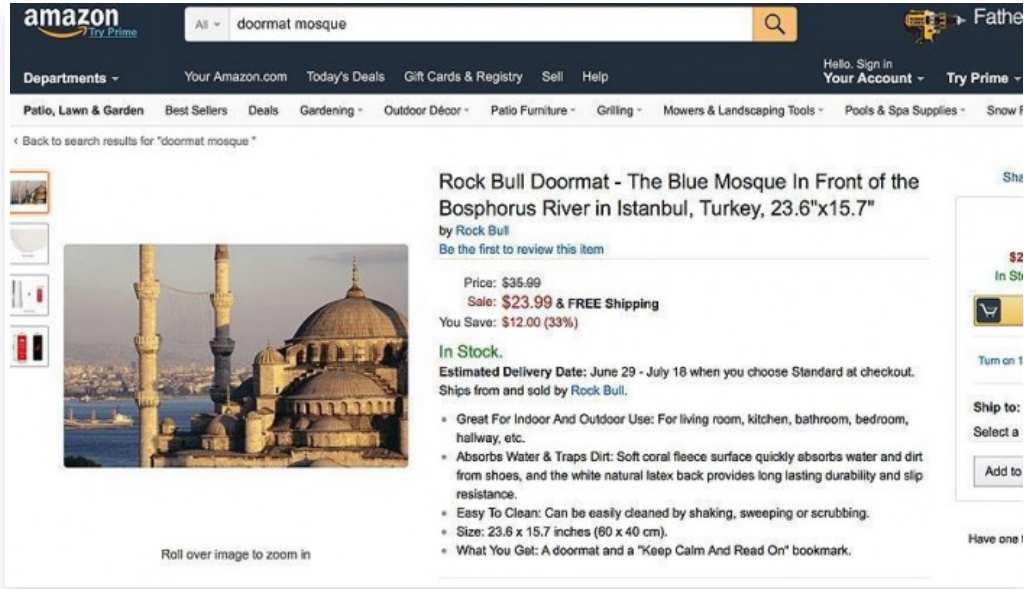 amazon
Try Prime
All
doormat mosque
Departments
Your Amazon.com Today's Deals Gift Cards & Registry Sell Help
Hello. Sign in
Your Account
Try Prime
Patio, Lawn & Garden Best Sellers Deals Gardening Outdoor Décor Patio Furniture Grilling Mowers & Landscaping Tools Pools & Spa Supplies Snow
‹ Back to search results for "doormat mosque "
Rock Bull Doormat - The Blue Mosque In Front of the
Bosphorus River in Istanbul, Turkey, 23.6"x15.7"
by Rock Bull
Be the first to review this item
Price: $35.99
Sale: $23.99 & FREE Shipping
You Save: $12.00 (33%)
In Stock.
Estimated Delivery Date: June 29 - July 18 when you choose Standard at checkout.
Ships from and sold by Rock Bull.
Great For Indoor And Outdoor Use: For living room, kitchen, bathroom, bedroom,
hallway, etc.
Absorbs Water & Traps Dirt: Soft coral fleece surface quickly absorbs water and dirt
from shoes, and the white natural latex back provides long lasting durability and slip
resistance.
Easy To Clean: Can be easily cleaned by shaking, sweeping or scrubbing.
Size: 23.6 x 15.7 inches (60 x 40 cm).
What You Get: A doormat and a "Keep Calm And Read On" bookmark.
Roll over image to zoom in
$2
In
Turn on 1
Ship to:
Select a
Add to
Have one